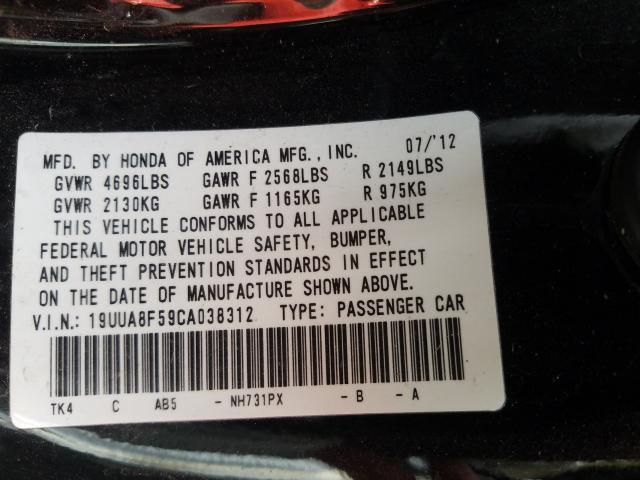 MFD. BY HONDA OF AMERICA MFG., INC. 07/'12
GVWR 4696LBS GAWR F 2568LBS R 2149LBS
GVWR 2130KG GAWR F 1165KG R 975KG
THIS VEHICLE CONFORMS TO ALL APPLICABLE
FEDERAL MOTOR VEHICLE SAFETY, BUMPER,
AND THEFT PREVENTION STANDARDS IN EFFECT
ON THE DATE OF MANUFACTURE SHOWN ABOVE.
V.I.N.: 19UUA8F59CA038312 TYPE: PASSENGER CAR
TK4 C AB5 - NH731PX - B - A